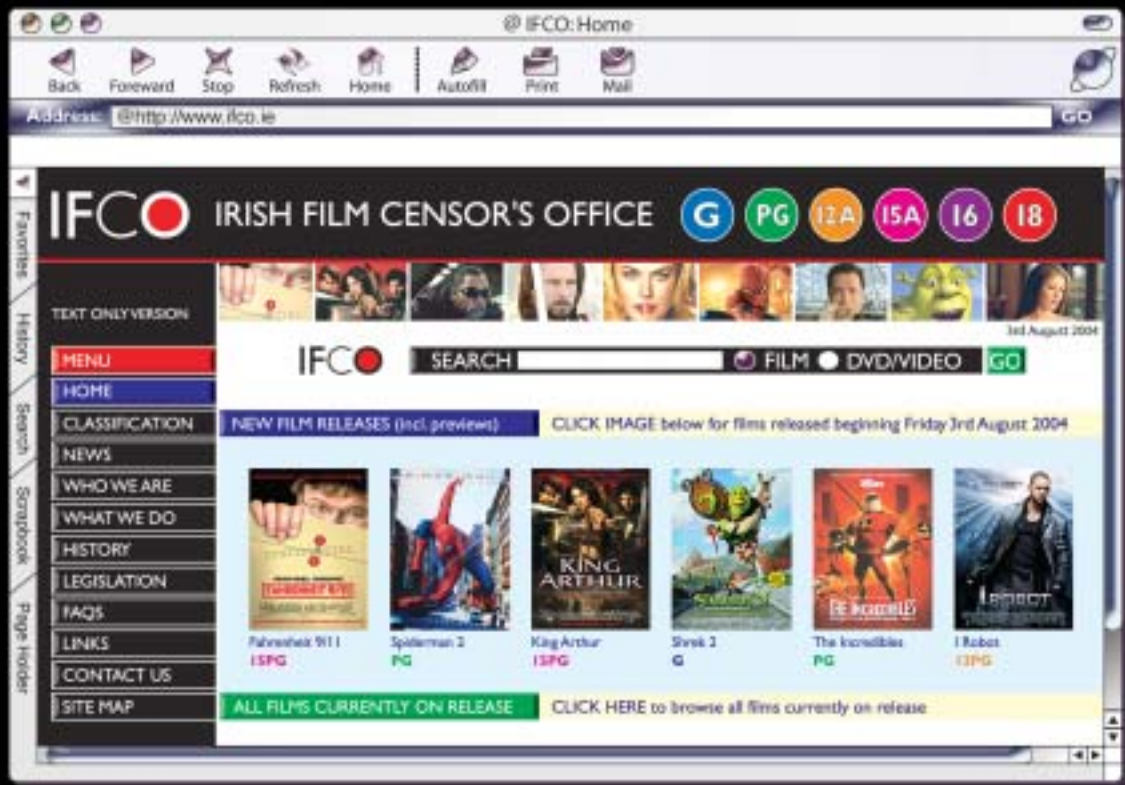 @ IFCO: Home
Back Foreward Stop Refresh Home Autofill Print Mail
Address: @http://www.ifco.ie GO
Favorites
History
Search
Scrapbook
Page Holder
IFCO IRISH FILM CENSOR'S OFFICE G PG 12A 15A 16 18
TEXT ONLY VERSION
3rd August 2004
IFCO SEARCH FILM DVD/VIDEO GO
MENU
HOME
CLASSIFICATION
NEWS
WHO WE ARE
WHAT WE DO
HISTORY
LEGISLATION
FAQS
LINKS
CONTACT US
SITE MAP
NEW FILM RELEASES (incl. previews) CLICK IMAGE below for films released beginning Friday 3rd August 2004
FAHRENHEIT 9/11
KING
ARTHUR
THE INCREDIBLES
I, ROBOT
Fahrenheit 9/11 Spiderman 2 King Arthur Shrek 2 The Incredibles I Robot
15PG PG 15PG G PG 12PG
ALL FILMS CURRENTLY ON RELEASE CLICK HERE to browse all films currently on release